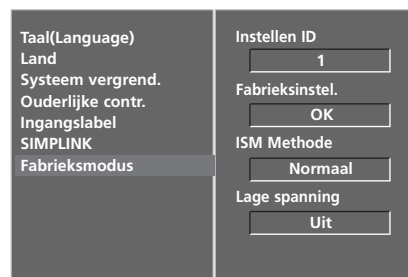 Taal(Language)
Land
Systeem vergrend.
Ouderlijke contr.
Ingangslabel
SIMPLINK
Fabrieksmodus
Instellen ID
1
Fabrieksinstel.
OK
ISM Methode
Normaal
Lage spanning
Uit